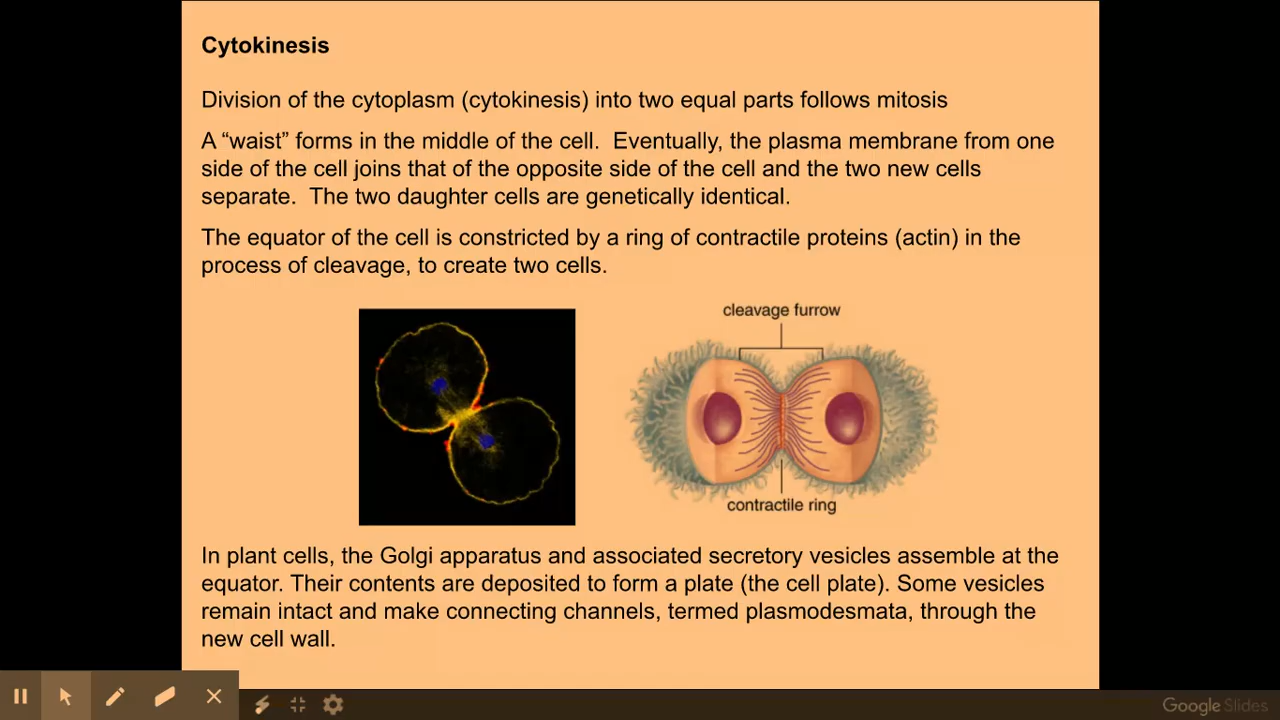 Cytokinesis
Division of the cytoplasm (cytokinesis) into two equal parts follows mitosis
A “waist” forms in the middle of the cell.  Eventually, the plasma membrane from one
side of the cell joins that of the opposite side of the cell and the two new cells
separate.  The two daughter cells are genetically identical.
The equator of the cell is constricted by a ring of contractile proteins (actin) in the
process of cleavage, to create two cells.
cleavage furrow
contractile ring
In plant cells, the Golgi apparatus and associated secretory vesicles assemble at the
equator. Their contents are deposited to form a plate (the cell plate). Some vesicles
remain intact and make connecting channels, termed plasmodesmata, through the
new cell wall.
Google Slides